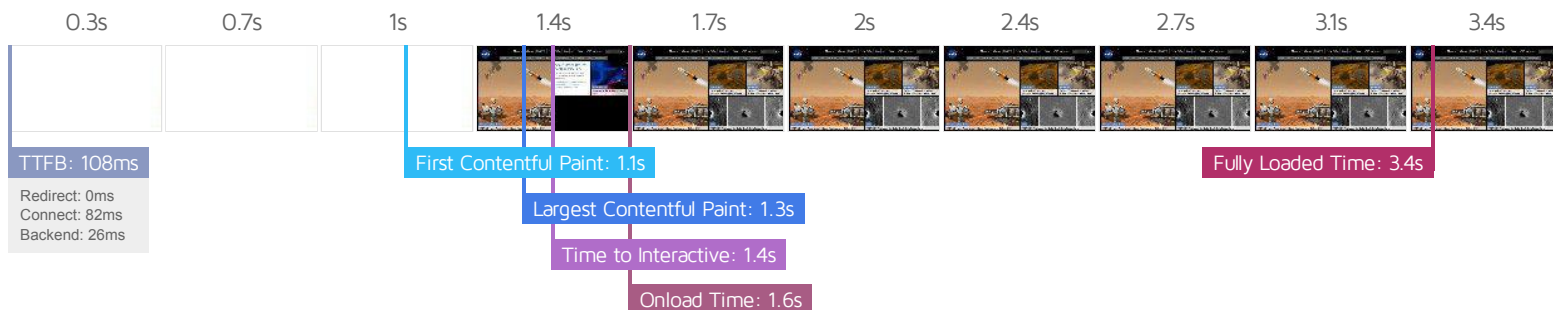 0.3s
0.7s
1s
1.4s
1.7s
2s
2.4s
2.7s
3.1s
3.4s
TTFB: 108ms
Redirect: 0ms
Connect: 82ms
Backend: 26ms
First Contentful Paint: 1.1s
Fully Loaded Time: 3.4s
Largest Contentful Paint: 1.3s
Time to Interactive: 1.4s
Onload Time: 1.6s